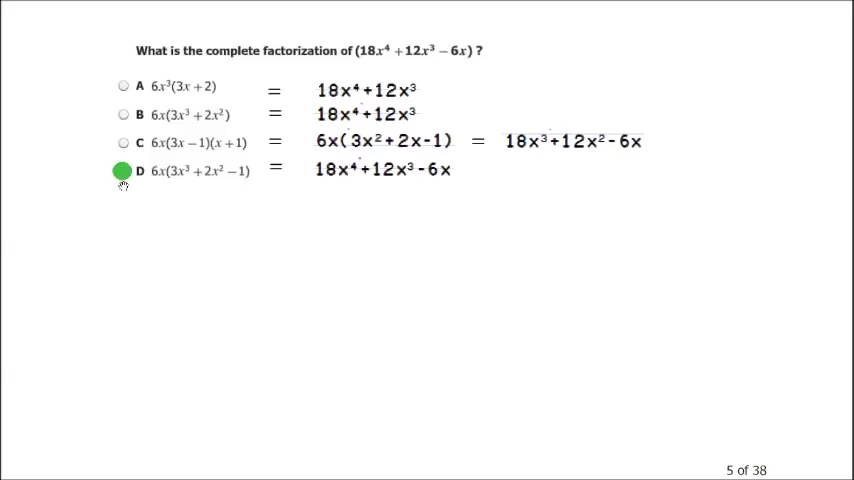 What is the complete factorization of (18x⁴ + 12x³ − 6x) ?
A 6x³(3x + 2) = 18x⁴+12x³
B 6x(3x³ + 2x²) = 18x⁴+12x³
C 6x(3x − 1)(x + 1) = 6x(3x²+2x-1) = 18x³+12x²-6x
D 6x(3x³ + 2x² − 1) = 18x⁴+12x³-6x
5 of 38